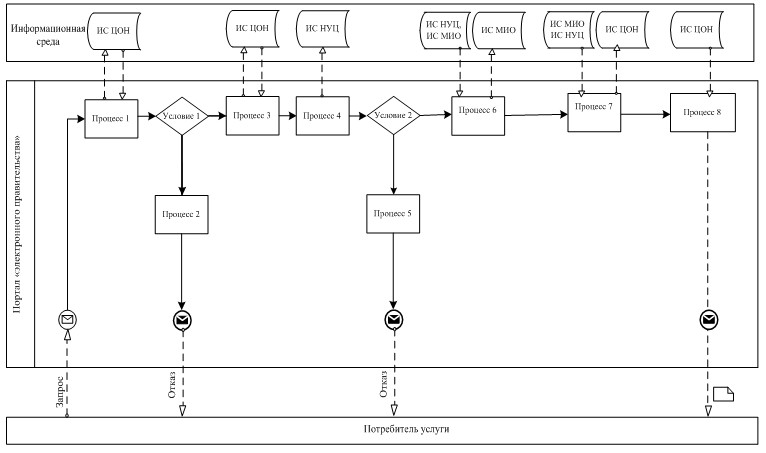 Информационная
среда
ИС ЦОН
ИС ЦОН
ИС НУЦ
ИС НУЦ,
ИС МИО
ИС МИО
ИС МИО
ИС НУЦ
ИС ЦОН
ИС ЦОН
Портал «электронного правительства»
Процесс 1
Условие 1
Процесс 3
Процесс 4
Условие 2
Процесс 6
Процесс 7
Процесс 8
Процесс 2
Процесс 5
Запрос
Отказ
Отказ
Потребитель услуги